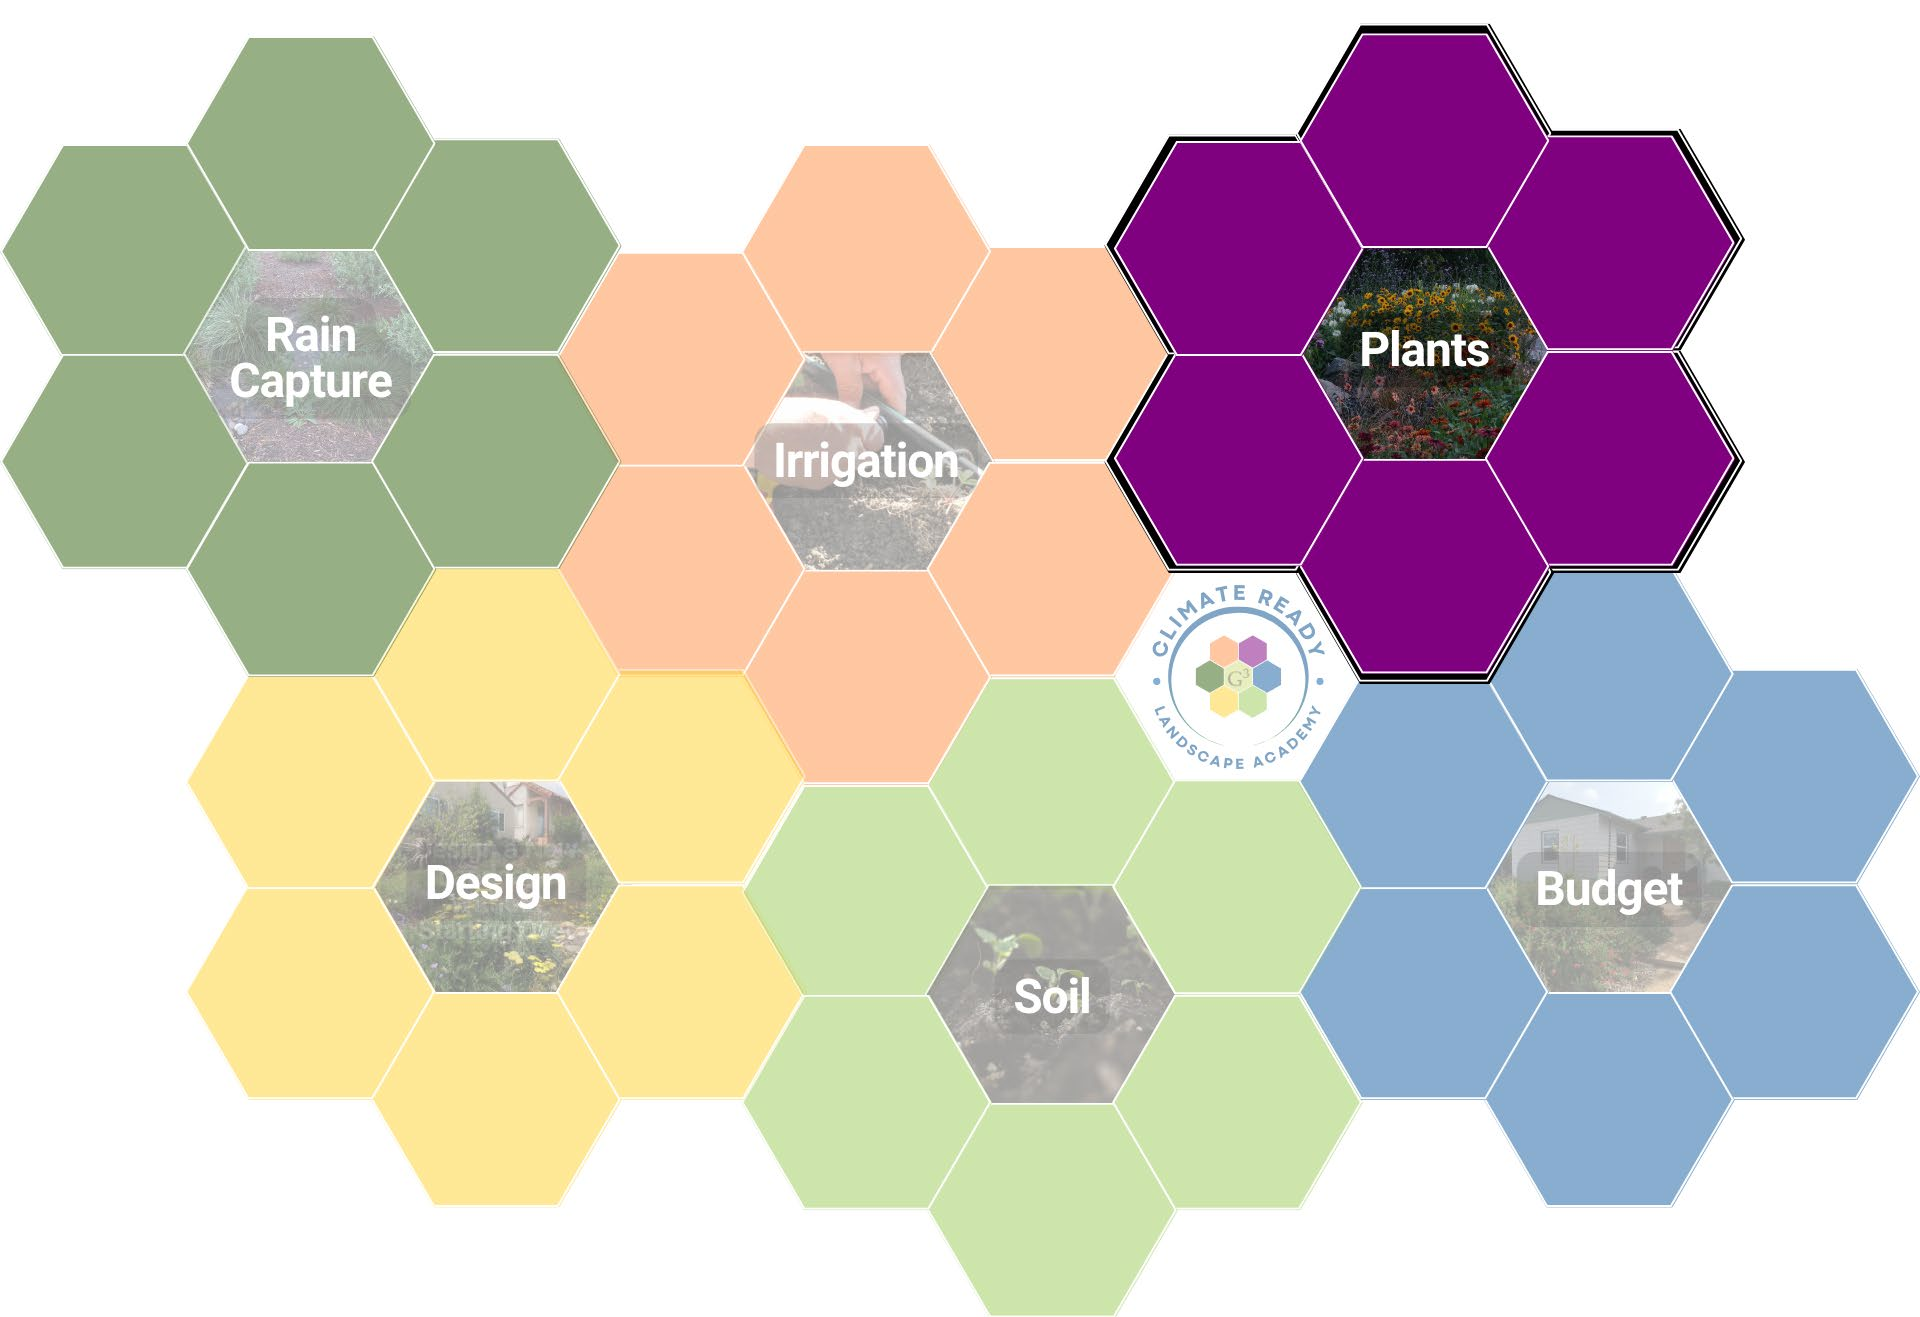 Rain
Capture
Irrigation
Plants
CLIMATE READY
G3
LANDSCAPE ACADEMY
Design
Budget
Soil